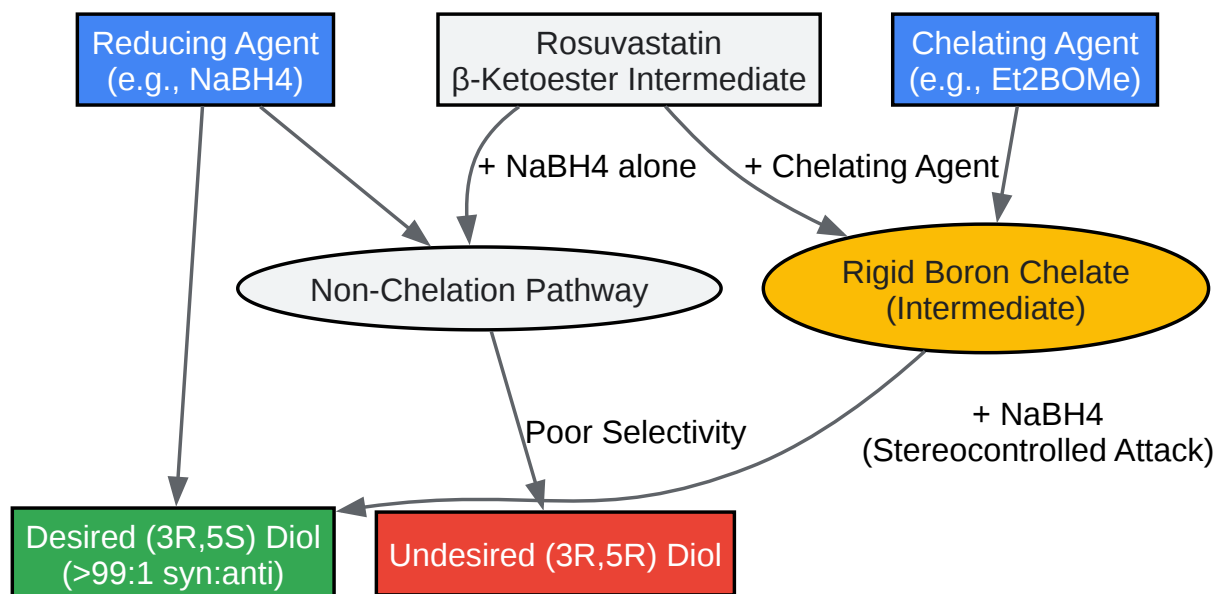 Reducing Agent
(e.g., NaBH4)
Rosuvastatin
β-Ketoester Intermediate
Chelating Agent
(e.g., Et2BOMe)
+ NaBH4 alone
+ Chelating Agent
Non-Chelation Pathway
Rigid Boron Chelate
(Intermediate)
Poor Selectivity
+ NaBH4
(Stereocontrolled Attack)
Desired (3R,5S) Diol
(>99:1 syn:anti)
Undesired (3R,5R) Diol